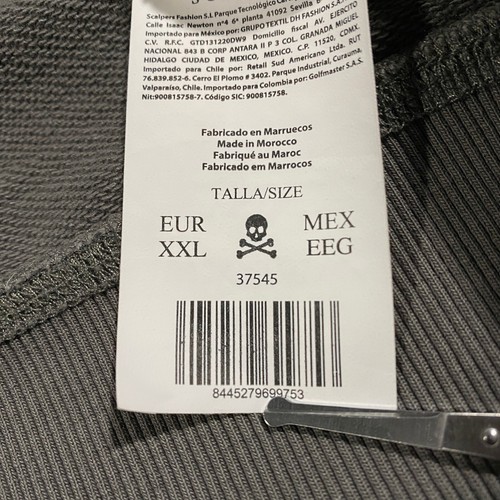 Scalpers Fashion S.L Parque Tecnológico
Calle Isaac Newton nº4 6ª planta 41092 Sevilla
Importado para México por: GRUPO TEXTIL DH FASHION S.A.
C.V. R.F.C. GTD131220DW9 Domicilio fiscal AV. EJERCITO
NACIONAL 843 B CORP ANTARA II P 3 COL. GRANADA MIGUEL
HIDALGO CIUDAD DE MEXICO, MEXICO. C.P. 11520, CDMX.
Importado para Chile por: Retail Sud Americano Ltda. RUT
76.839.852-6. Cerro El Plomo # 3402. Parque Industrial, Curauma,
Valparaíso, Chile. Importado para Colombia por: Golfmaster S.A.S.
Nit:900815758-7. Código SIC: 900815758.
Fabricado en Marruecos
Made in Morocco
Fabriqué au Maroc
Fabricado em Marrocos
TALLA/SIZE
EUR MEX
XXL EEG
37545
8445279699753